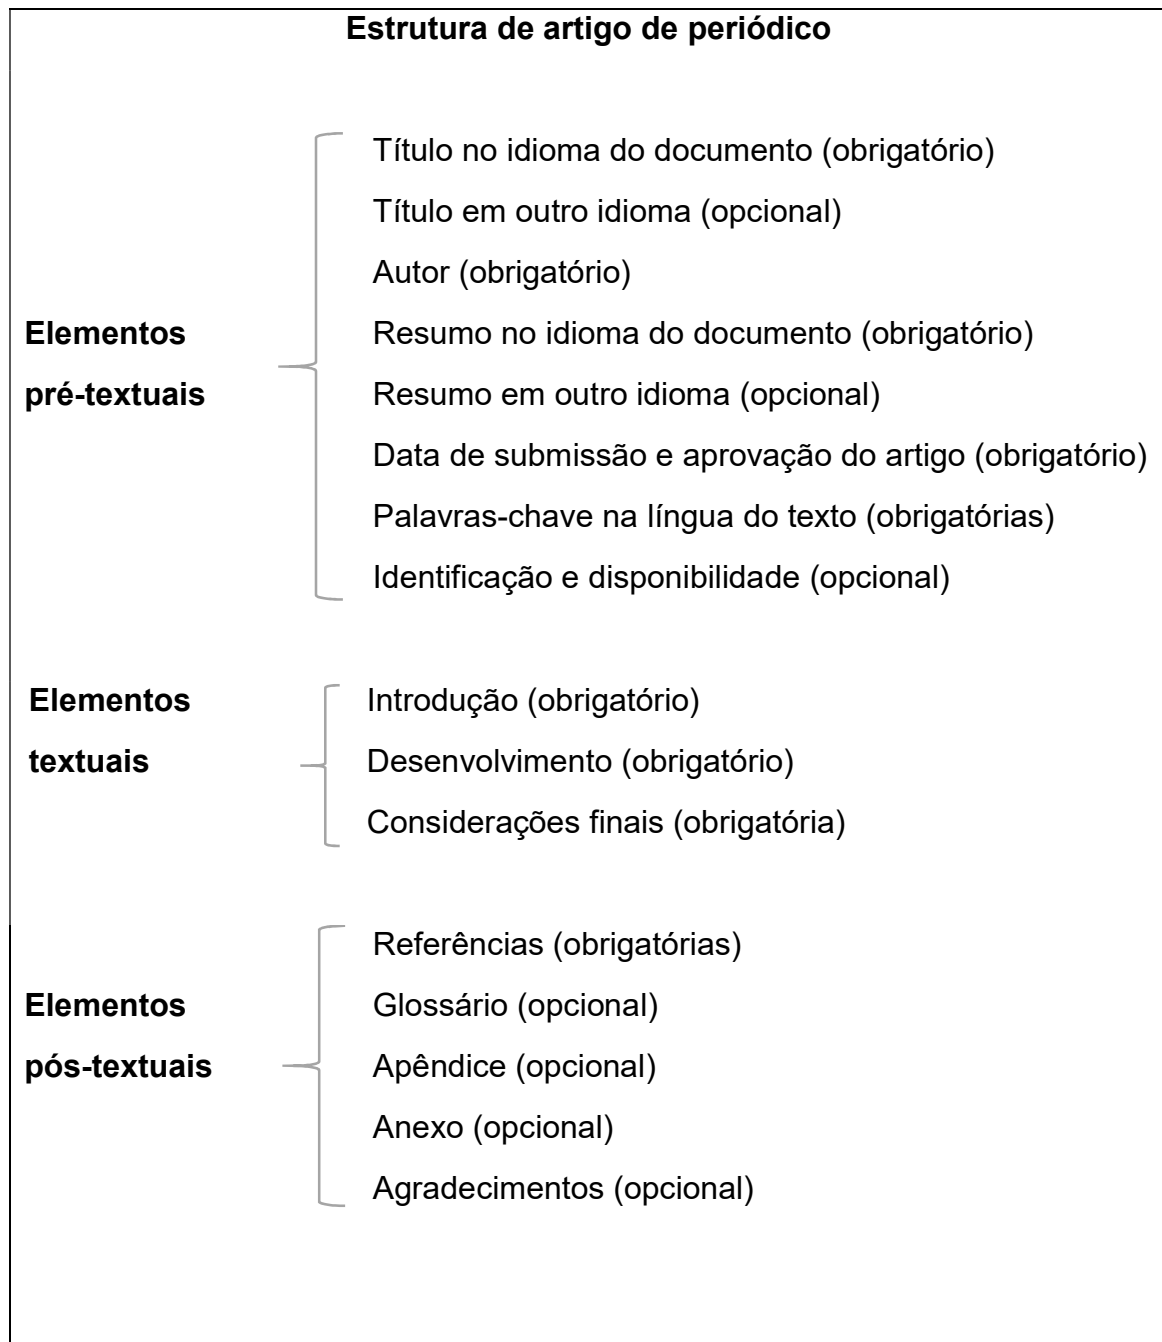 Estrutura de artigo de periódico
Título no idioma do documento (obrigatório)
Título em outro idioma (opcional)
Autor (obrigatório)
Elementos
pré-textuais
Resumo no idioma do documento (obrigatório)
Resumo em outro idioma (opcional)
Data de submissão e aprovação do artigo (obrigatório)
Palavras-chave na língua do texto (obrigatórias)
Identificação e disponibilidade (opcional)
Elementos
textuais
Introdução (obrigatório)
Desenvolvimento (obrigatório)
Considerações finais (obrigatória)
Elementos
pós-textuais
Referências (obrigatórias)
Glossário (opcional)
Apêndice (opcional)
Anexo (opcional)
Agradecimentos (opcional)